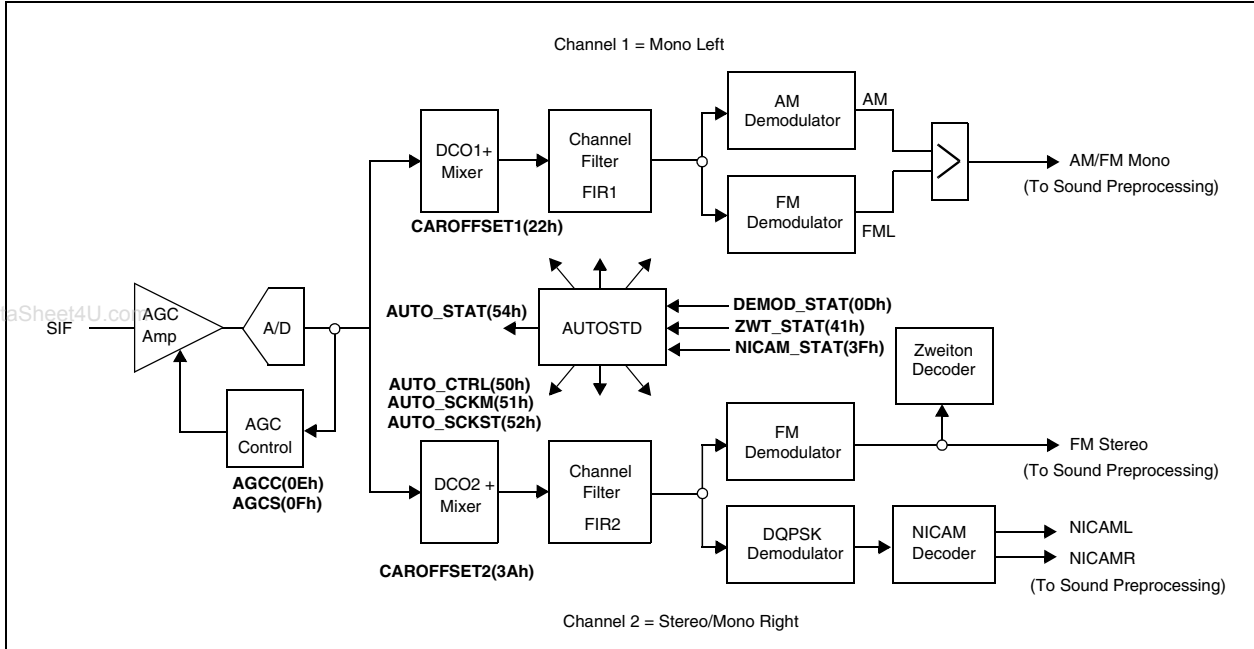 Channel 1 = Mono Left
AM
Demodulator
AM
DCO1+
Mixer
Channel
Filter
FIR1
AM/FM Mono
(To Sound Preprocessing)
FM
Demodulator
FML
CAROFFSET1(22h)
taSheet4U.com
SIF
AGC
Amp
A/D
AUTO_STAT(54h)
AUTOSTD
DEMOD_STAT(0Dh)
ZWT_STAT(41h)
NICAM_STAT(3Fh)
Zweiton
Decoder
AUTO_CTRL(50h)
AUTO_SCKM(51h)
AUTO_SCKST(52h)
AGC
Control
AGCC(0Eh)
AGCS(0Fh)
DCO2 +
Mixer
Channel
Filter
FIR2
FM
Demodulator
FM Stereo
(To Sound Preprocessing)
DQPSK
Demodulator
NICAM
Decoder
NICAML
NICAMR
(To Sound Preprocessing)
CAROFFSET2(3Ah)
Channel 2 = Stereo/Mono Right